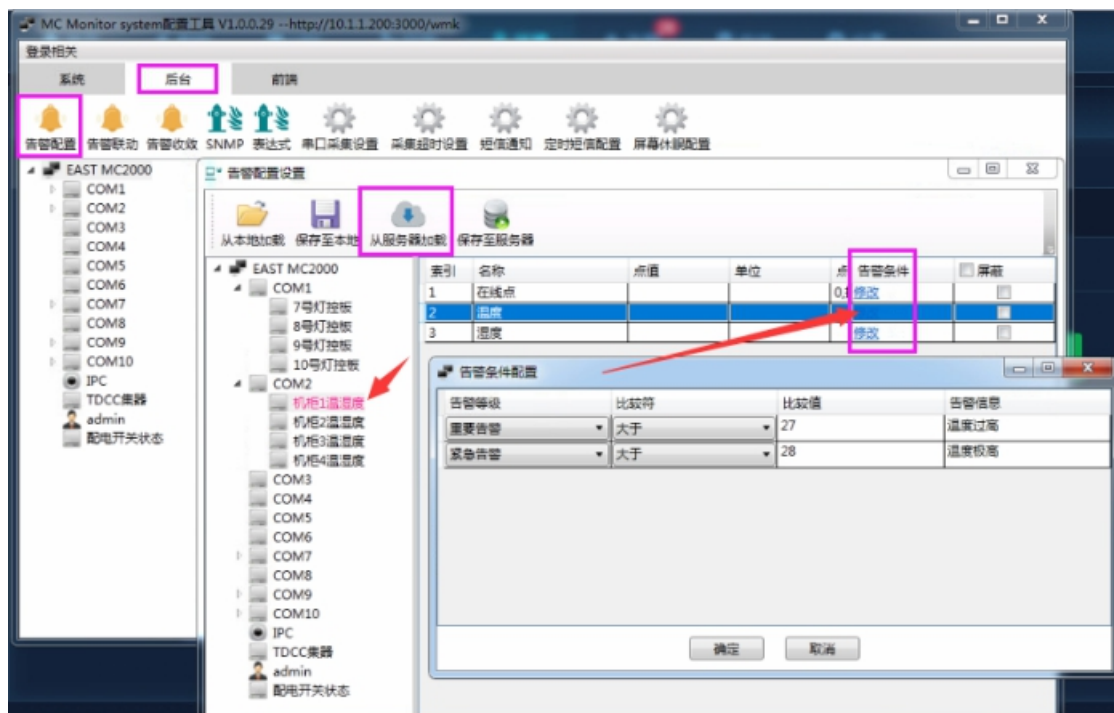 MC Monitor system配置工具 V1.0.0.29 --http://10.1.1.200:3000/wmk
登录相关
系统 后台 前端
告警配置 告警联动 告警收敛 SNMP 表达式 串口采集设置 采集超时设置 短信通知 定时短信配置 屏幕休眠配置
EAST MC2000
COM1
COM2
COM3
COM4
COM5
COM6
COM7
COM8
COM9
COM10
IPC
TDCC集器
admin
配电开关状态
告警配置设置
从本地加载 保存至本地 从服务器加载 保存至服务器
EAST MC2000
COM1
7号灯控板
8号灯控板
9号灯控板
10号灯控板
COM2
机柜1温湿度
机柜2温湿度
机柜3温湿度
机柜4温湿度
COM3
COM4
COM5
COM6
COM7
COM8
COM9
COM10
IPC
TDCC集器
admin
配电开关状态
索引 名称 点值 单位 点 告警条件 屏蔽
1 在线点 0,1 修改
2 温度
3 湿度 修改
告警条件配置
告警等级 比较符 比较值 告警信息
重要告警 大于 27 温度过高
紧急告警 大于 28 温度极高
确定 取消